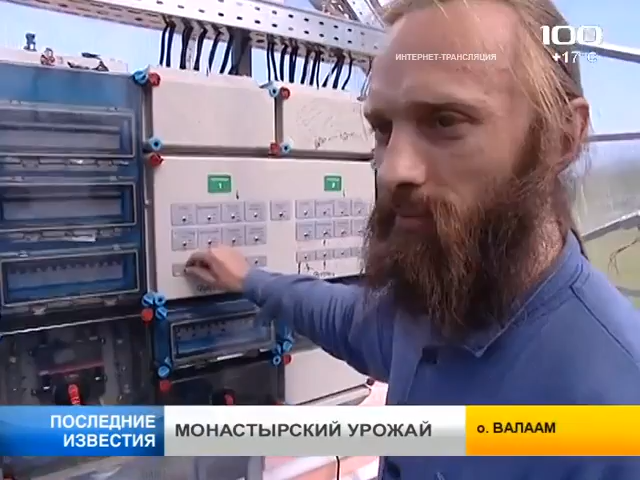 100
ИНТЕРНЕТ-ТРАНСЛЯЦИЯ
+17°C
1
2
ПОСЛЕДНИЕ
ИЗВЕСТИЯ
МОНАСТЫРСКИЙ УРОЖАЙ
о. ВАЛААМ